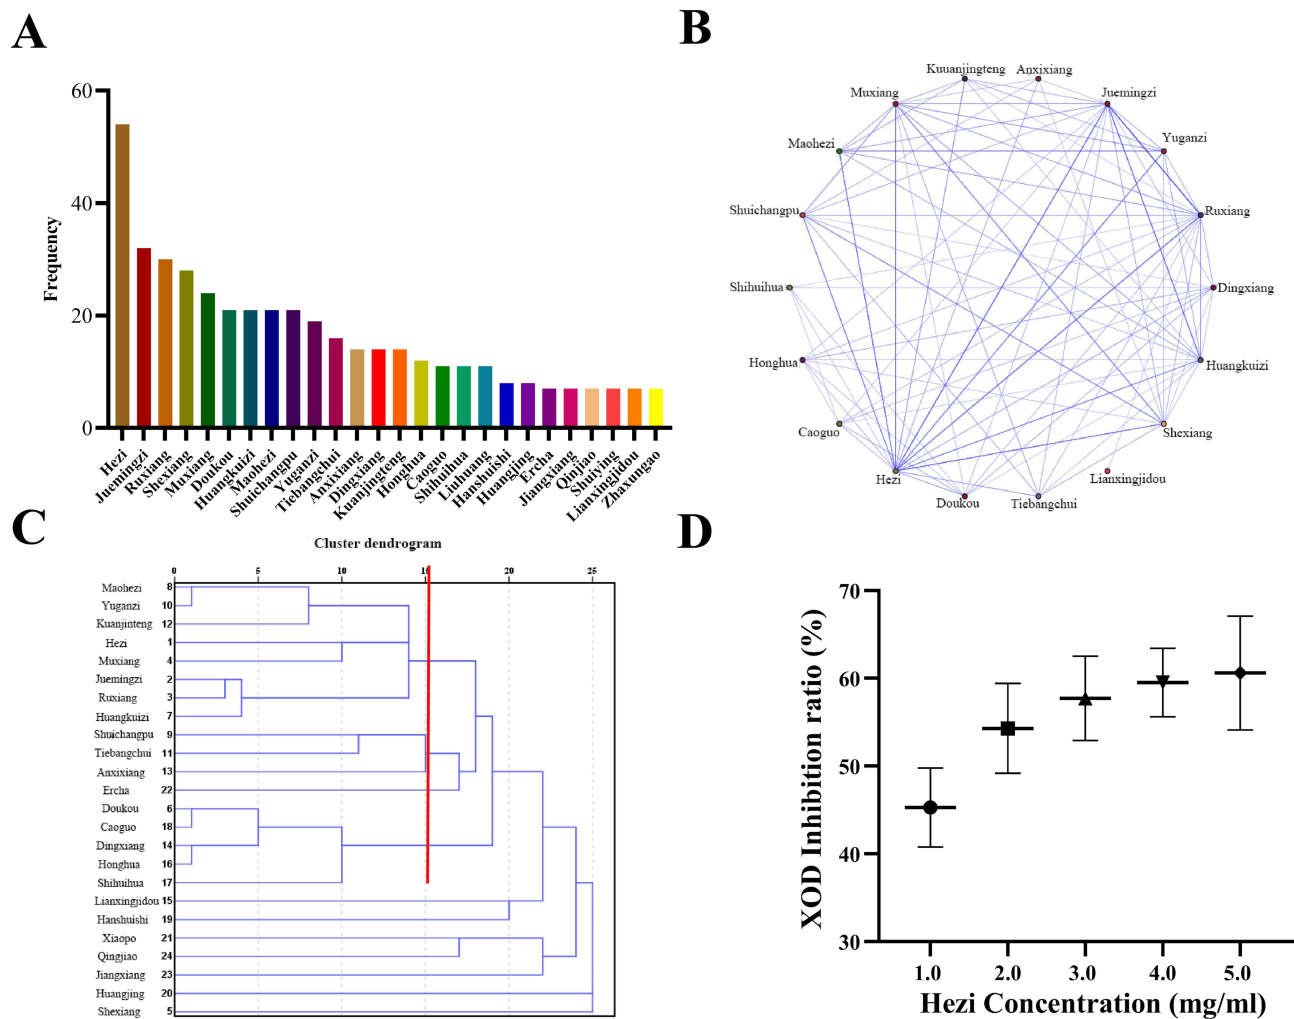 A
Frequency
60
40
20
0
Hezi
Juemingzi
Ruxiang
Shexiang
Muxiang
Doukou
Huangkuizi
Maohezi
Shuichangpu
Yuganzi
Tiebangchui
Anxixiang
Dingxiang
Kuanjingteng
Honghua
Caoguo
Shihuihua
Liuhuang
Hanshuishi
Huangjing
Ercha
Jiangxiang
Qinjiao
Shuiying
Lianxingjidou
Zhaxungao
B
Kuuanjingteng
Anxixiang
Muxiang
Juemingzi
Maohezi
Yuganzi
Shuichangpu
Ruxiang
Shihuihua
Dingxiang
Honghua
Huangkuizi
Caoguo
Shexiang
Hezi
Lianxingjidou
Doukou
Tiebangchui
C
Cluster dendrogram
0 5 10 15 20 25
Maohezi 8
Yuganzi 10
Kuanjinteng 12
Hezi 1
Muxiang 4
Juemingzi 2
Ruxiang 3
Huangkuizi 7
Shuichangpu 9
Tiebangchui 11
Anxixiang 13
Ercha 22
Doukou 6
Caoguo 18
Dingxiang 14
Honghua 16
Shihuihua 17
Lianxingjidou 15
Hanshuishi 19
Xiaopo 21
Qingjiao 24
Jiangxiang 23
Huangjing 20
Shexiang 5
D
XOD Inhibition ratio (%)
70
60
50
40
30
1.0 2.0 3.0 4.0 5.0
Hezi Concentration (mg/ml)